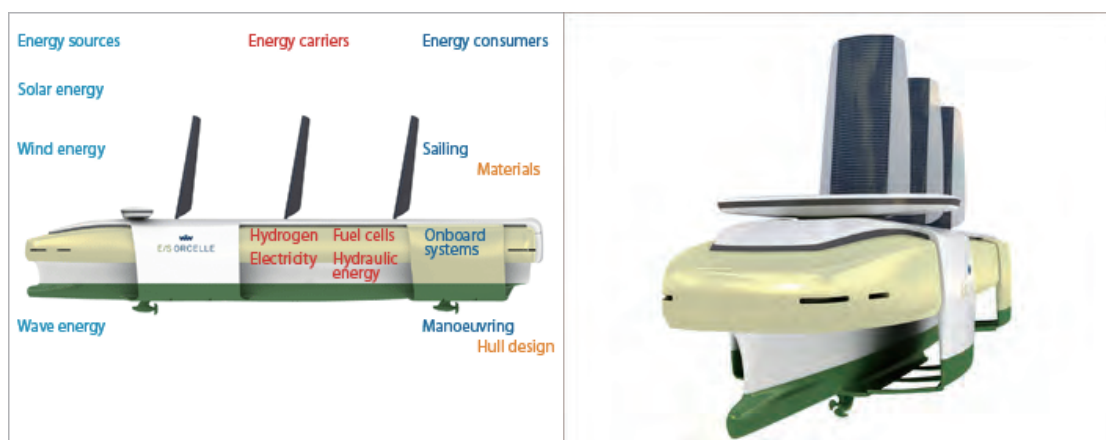 Energy sources
Energy carriers
Energy consumers
Solar energy
Wind energy
Sailing
Materials
E/S ORCELLE
Hydrogen
Fuel cells
Onboard
systems
Electricity
Hydraulic
energy
Wave energy
Manoeuvring
Hull design